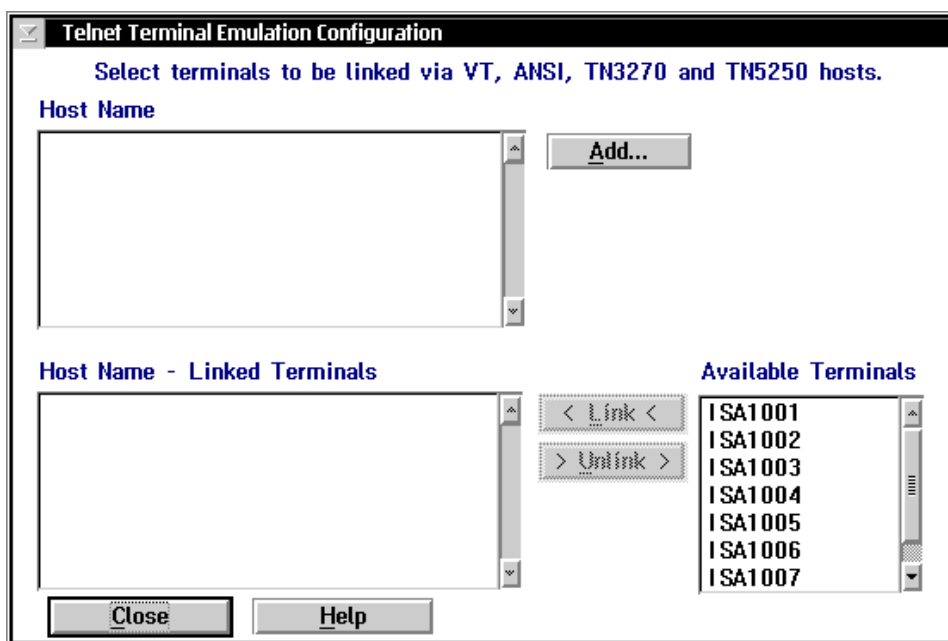 Telnet Terminal Emulation Configuration
Select terminals to be linked via VT, ANSI, TN3270 and TN5250 hosts.
Host Name
Add...
Host Name - Linked Terminals
Available Terminals
< Link <
> Unlink >
ISA1001
ISA1002
ISA1003
ISA1004
ISA1005
ISA1006
ISA1007
Close
Help